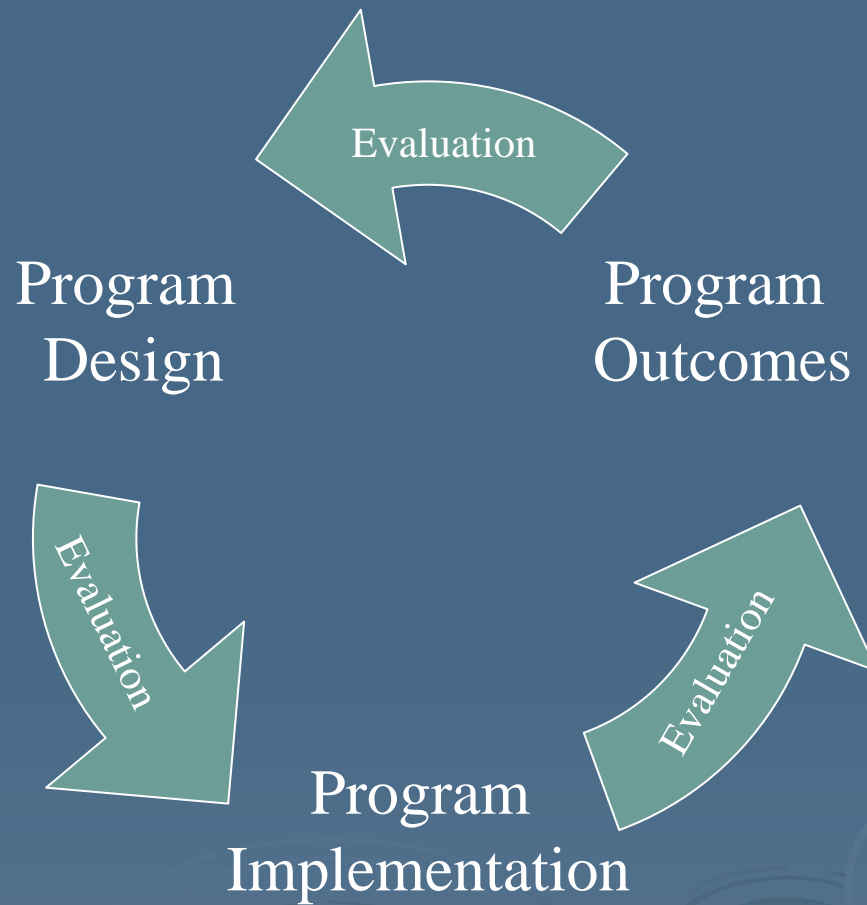 Evaluation
Program
Design
Program
Outcomes
Evaluation
Evaluation
Program
Implementation